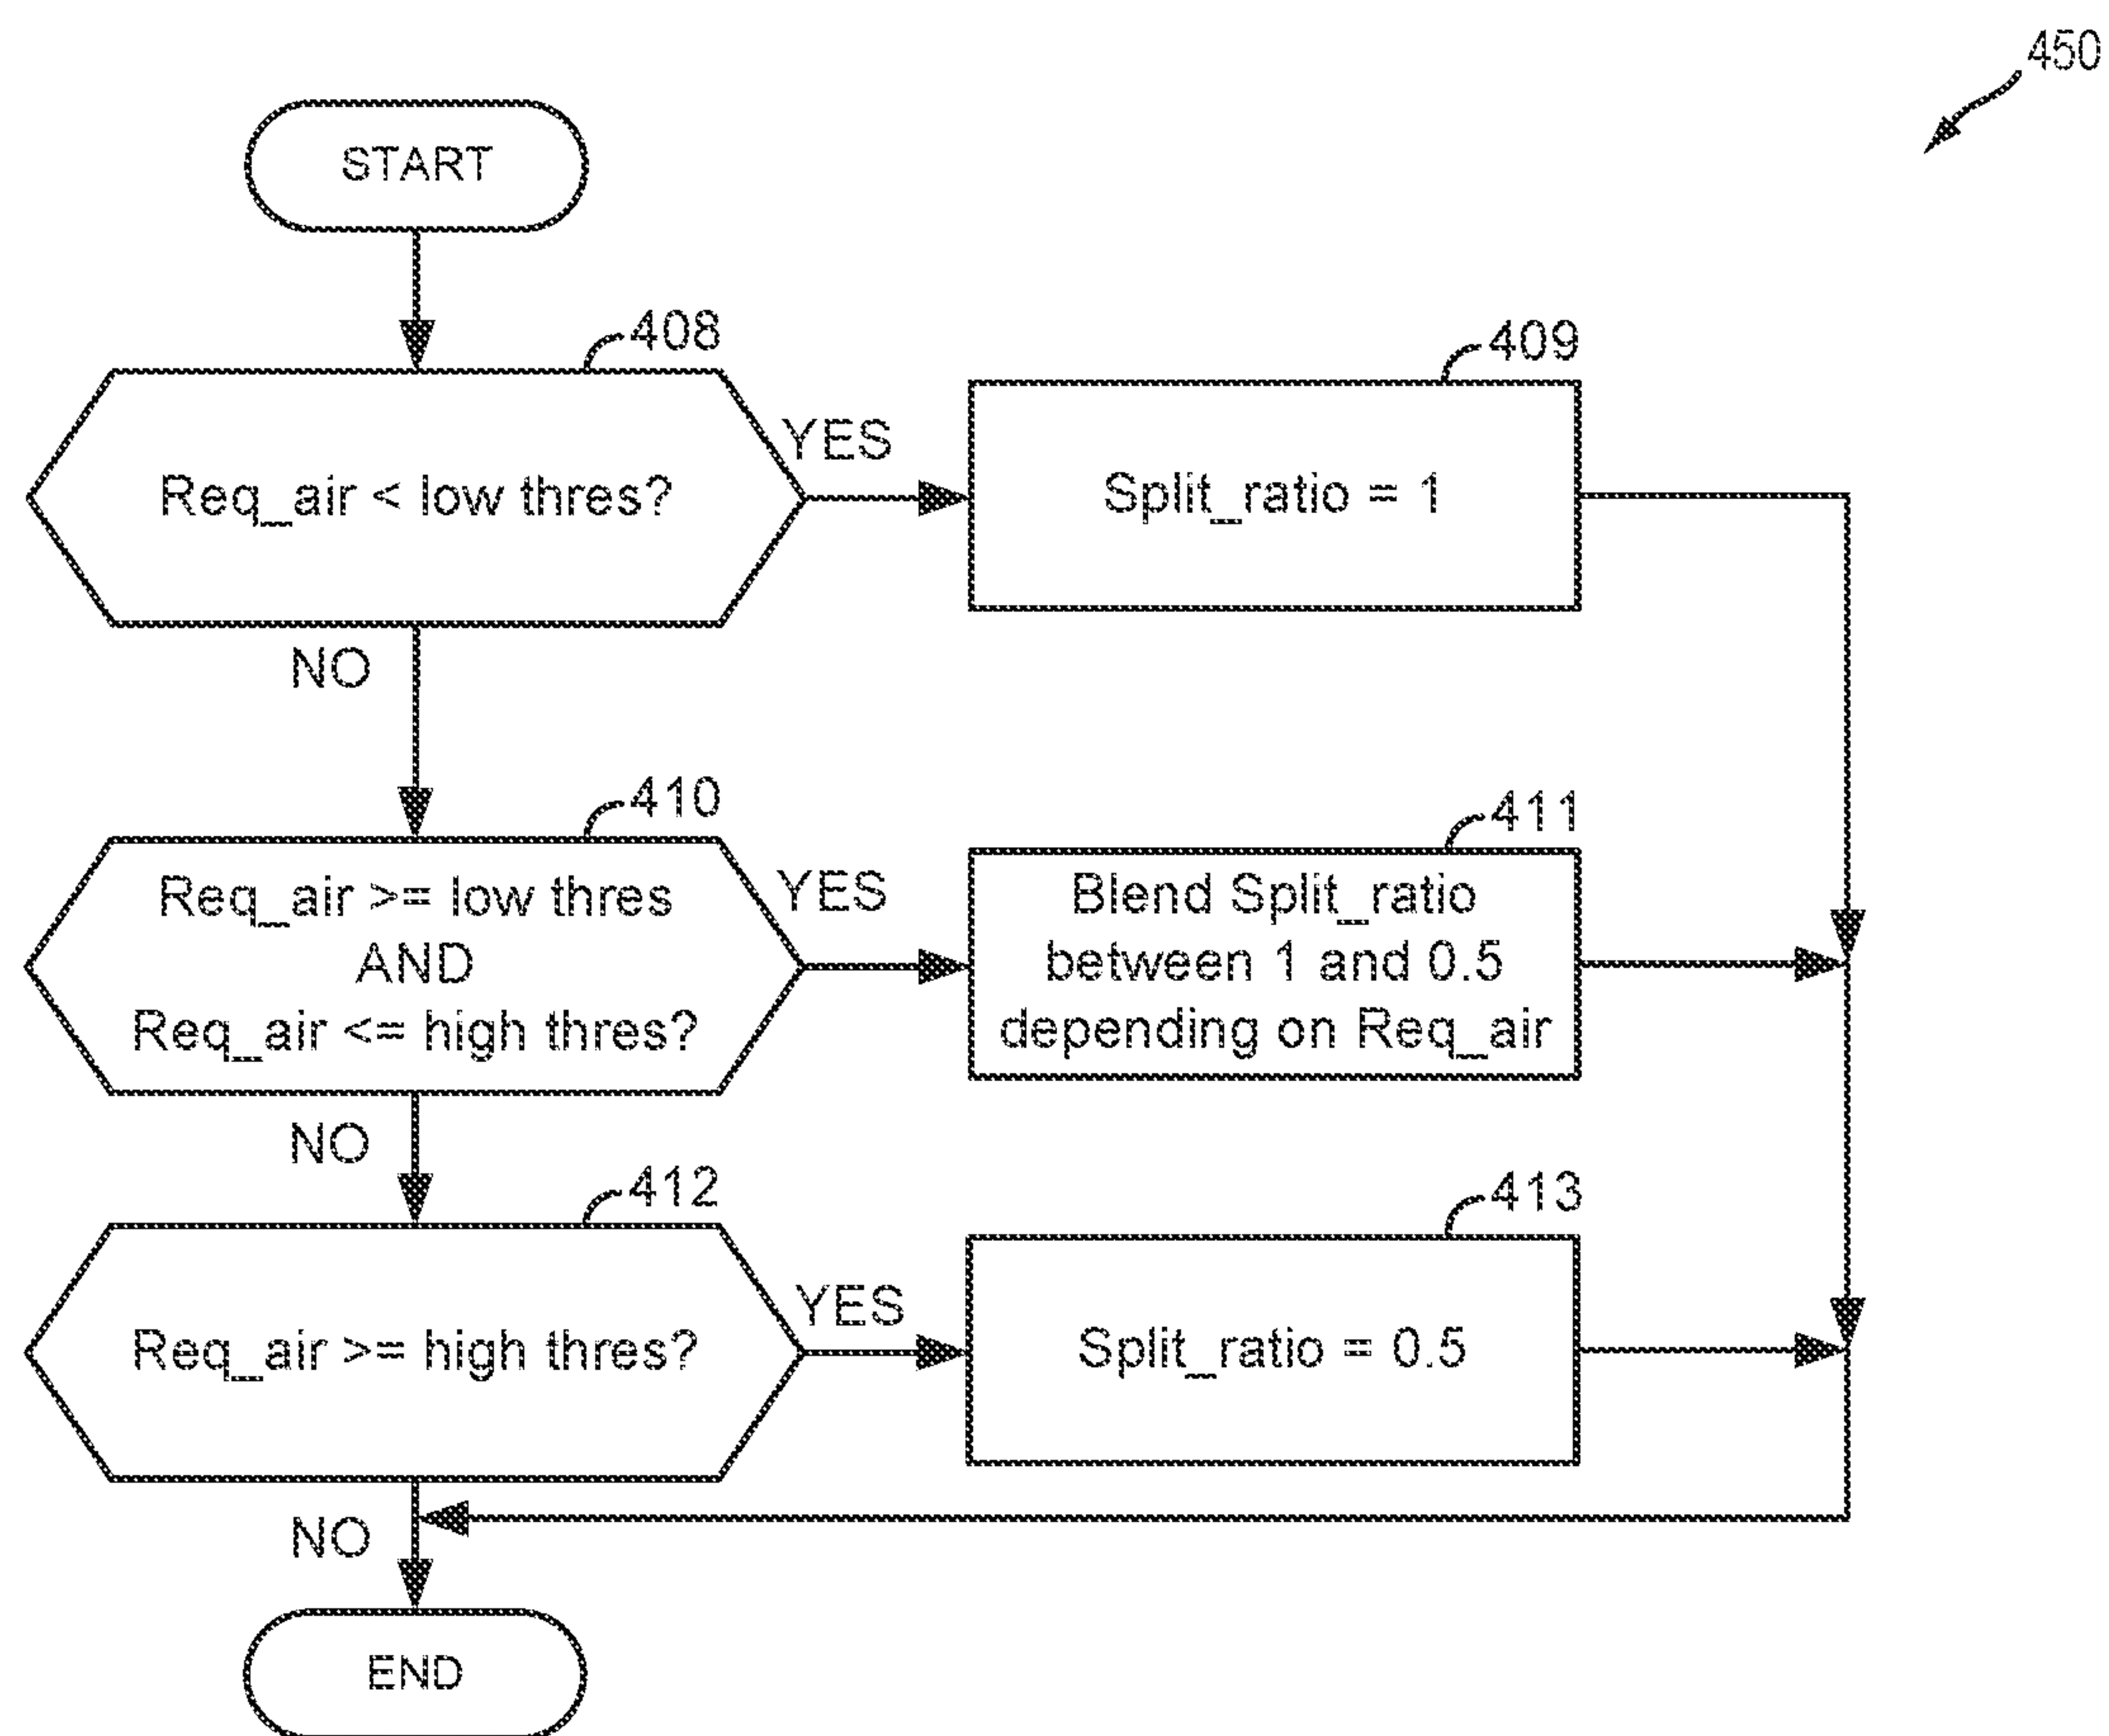 450
START
408
409
Req_air < low thres?
YES
Split_ratio = 1
NO
410
411
Req_air >= low thres
AND
Req_air <= high thres?
YES
Blend Split_ratio
between 1 and 0.5
depending on Req_air
NO
412
413
Req_air >= high thres?
YES
Split_ratio = 0.5
NO
END